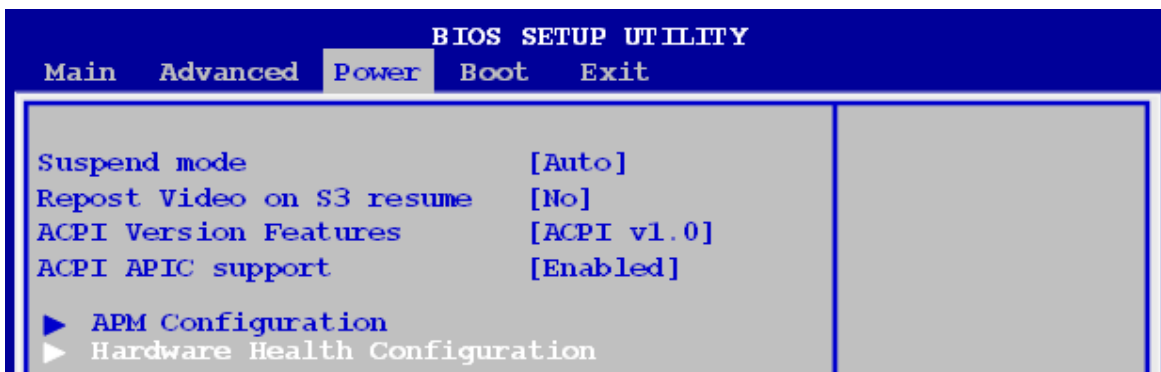 BIOS SETUP UTILITY
Main Advanced Power Boot Exit
Suspend mode [Auto]
Repost Video on S3 resume [No]
ACPI Version Features [ACPI v1.0]
ACPI APIC support [Enabled]
APM Configuration
Hardware Health Configuration